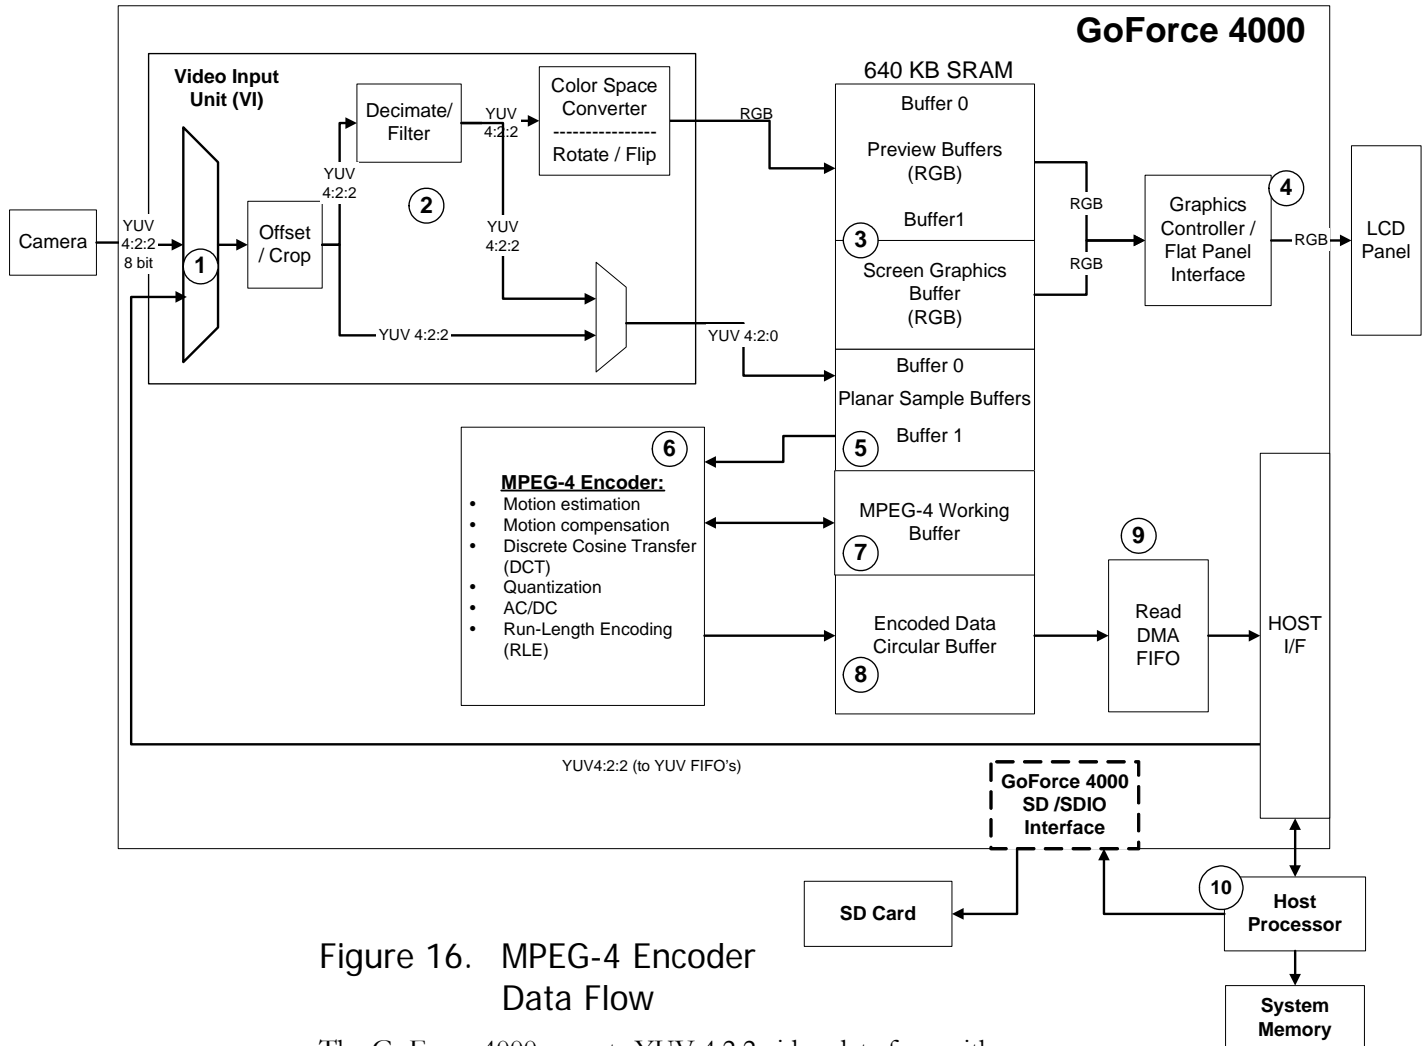 GoForce 4000
Video Input
Unit (VI)
640 KB SRAM
Decimate/
Filter
YUV
4:2:2
Color Space
Converter
----------------
Rotate / Flip
RGB
Buffer 0
Preview Buffers
(RGB)
Buffer1
YUV
4:2:2
2
Camera
YUV
4:2:2
8 bit
1
Offset
/ Crop
YUV
4:2:2
3
Screen Graphics
Buffer
(RGB)
RGB
RGB
Graphics
Controller /
Flat Panel
Interface
4
RGB
LCD
Panel
YUV 4:2:2
YUV 4:2:0
Buffer 0
Planar Sample Buffers
Buffer 1
5
6
MPEG-4 Encoder:
• Motion estimation
• Motion compensation
• Discrete Cosine Transfer
(DCT)
• Quantization
• AC/DC
• Run-Length Encoding
(RLE)
MPEG-4 Working
Buffer
7
Encoded Data
Circular Buffer
8
9
Read
DMA
FIFO
HOST
I/F
YUV4:2:2 (to YUV FIFO's)
GoForce 4000
SD /SDIO
Interface
SD Card
10
Host
Processor
System
Memory
Figure 16. MPEG-4 Encoder
Data Flow